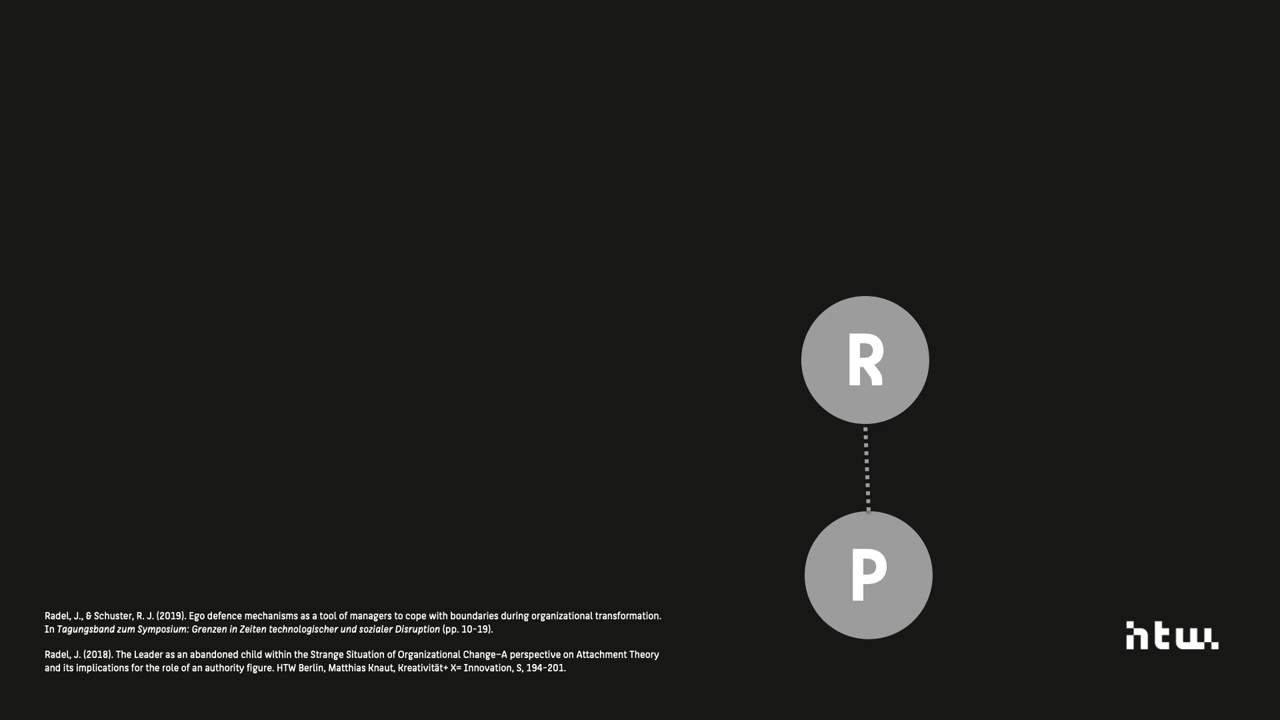 R
P
Radel, J., & Schuster, R. J. (2019). Ego defence mechanisms as a tool of managers to cope with boundaries during organizational transformation.
In Tagungsband zum Symposium: Grenzen in Zeiten technologischer und sozialer Disruption (pp. 10-19).
Radel, J. (2018). The Leader as an abandoned child within the Strange Situation of Organizational Change–A perspective on Attachment Theory
and its implications for the role of an authority figure. HTW Berlin, Matthias Knaut, Kreativität+ X= Innovation, S, 194-201.
htw.